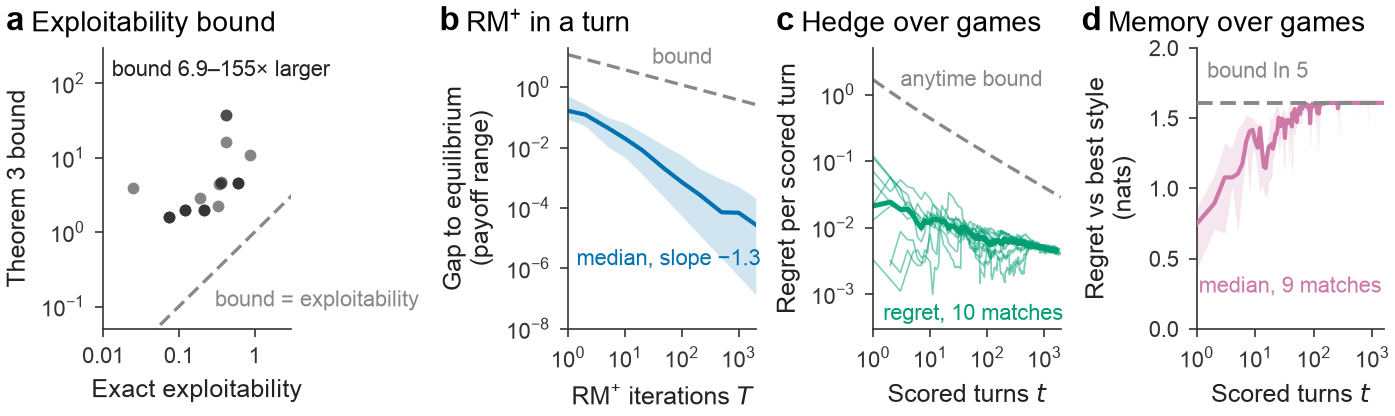 a Exploitability bound
bound 6.9–155× larger
bound = exploitability
Theorem 3 bound
10²
10¹
10⁰
10⁻¹
0.01
0.1
1
Exact exploitability
b RM⁺ in a turn
bound
median, slope −1.3
Gap to equilibrium
(payoff range)
10⁰
10⁻²
10⁻⁴
10⁻⁶
10⁻⁸
10⁰
10¹
10²
10³
RM⁺ iterations T
c Hedge over games
anytime bound
regret, 10 matches
Regret per scored turn
10⁰
10⁻¹
10⁻²
10⁻³
10⁰
10¹
10²
10³
Scored turns t
d Memory over games
bound ln 5
median, 9 matches
Regret vs best style
(nats)
2.0
1.5
1.0
0.5
0.0
10⁰
10¹
10²
10³
Scored turns t